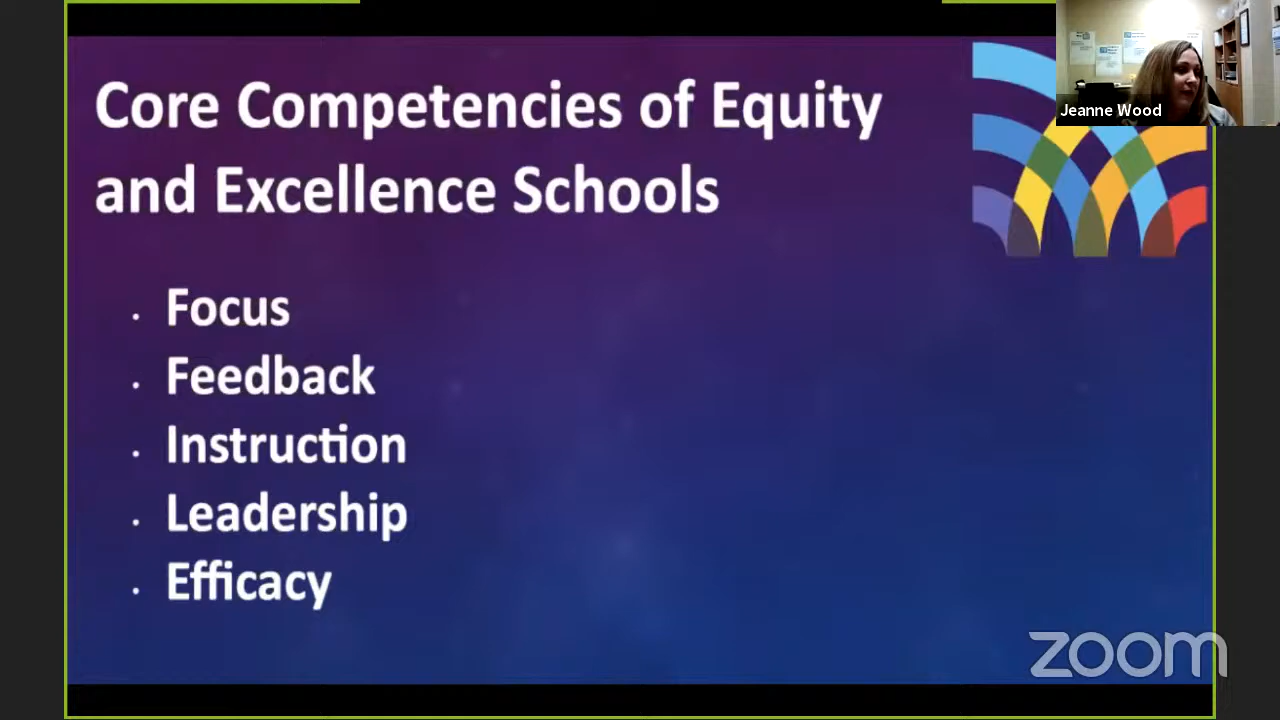 Core Competencies of Equity
and Excellence Schools
Focus
Feedback
Instruction
Leadership
Efficacy
Jeanne Wood
zoom